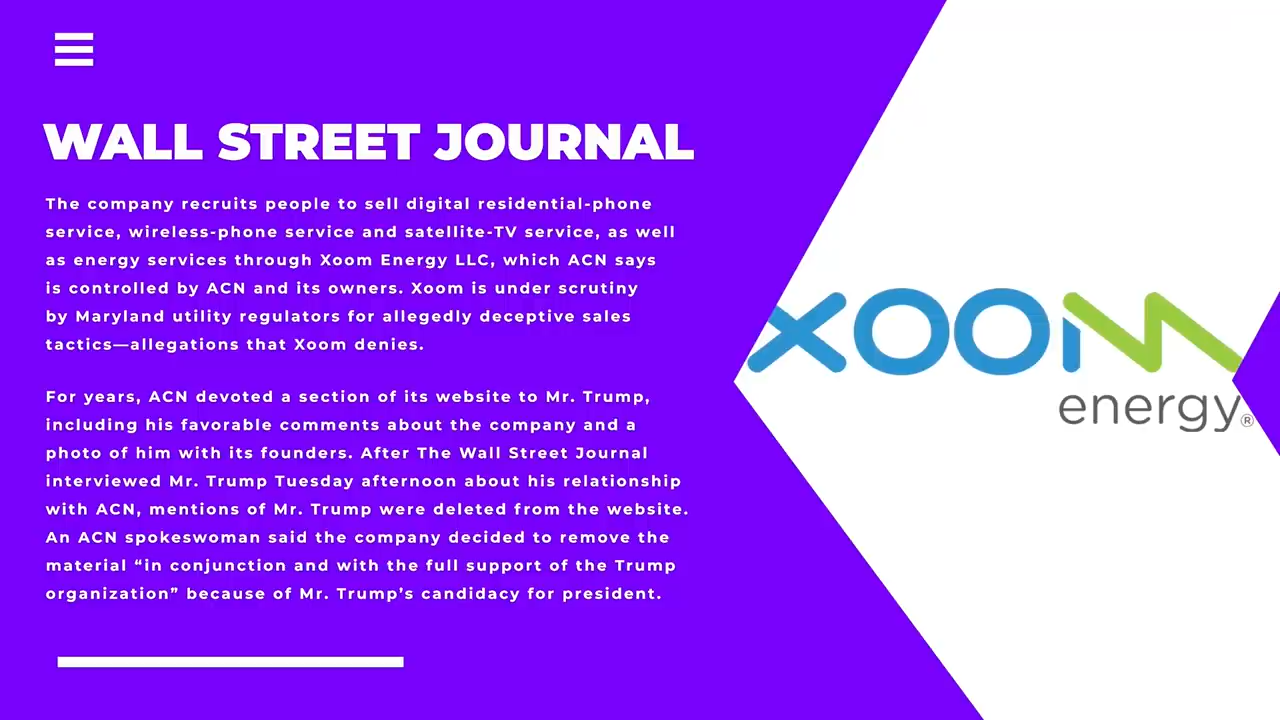 WALL STREET JOURNAL
The company recruits people to sell digital residential-phone
service, wireless-phone service and satellite-TV service, as well
as energy services through Xoom Energy LLC, which ACN says
is controlled by ACN and its owners. Xoom is under scrutiny
by Maryland utility regulators for allegedly deceptive sales
tactics—allegations that Xoom denies.
For years, ACN devoted a section of its website to Mr. Trump,
including his favorable comments about the company and a
photo of him with its founders. After The Wall Street Journal
interviewed Mr. Trump Tuesday afternoon about his relationship
with ACN, mentions of Mr. Trump were deleted from the website.
An ACN spokeswoman said the company decided to remove the
material “in conjunction and with the full support of the Trump
organization” because of Mr. Trump’s candidacy for president.
xoom
energy®